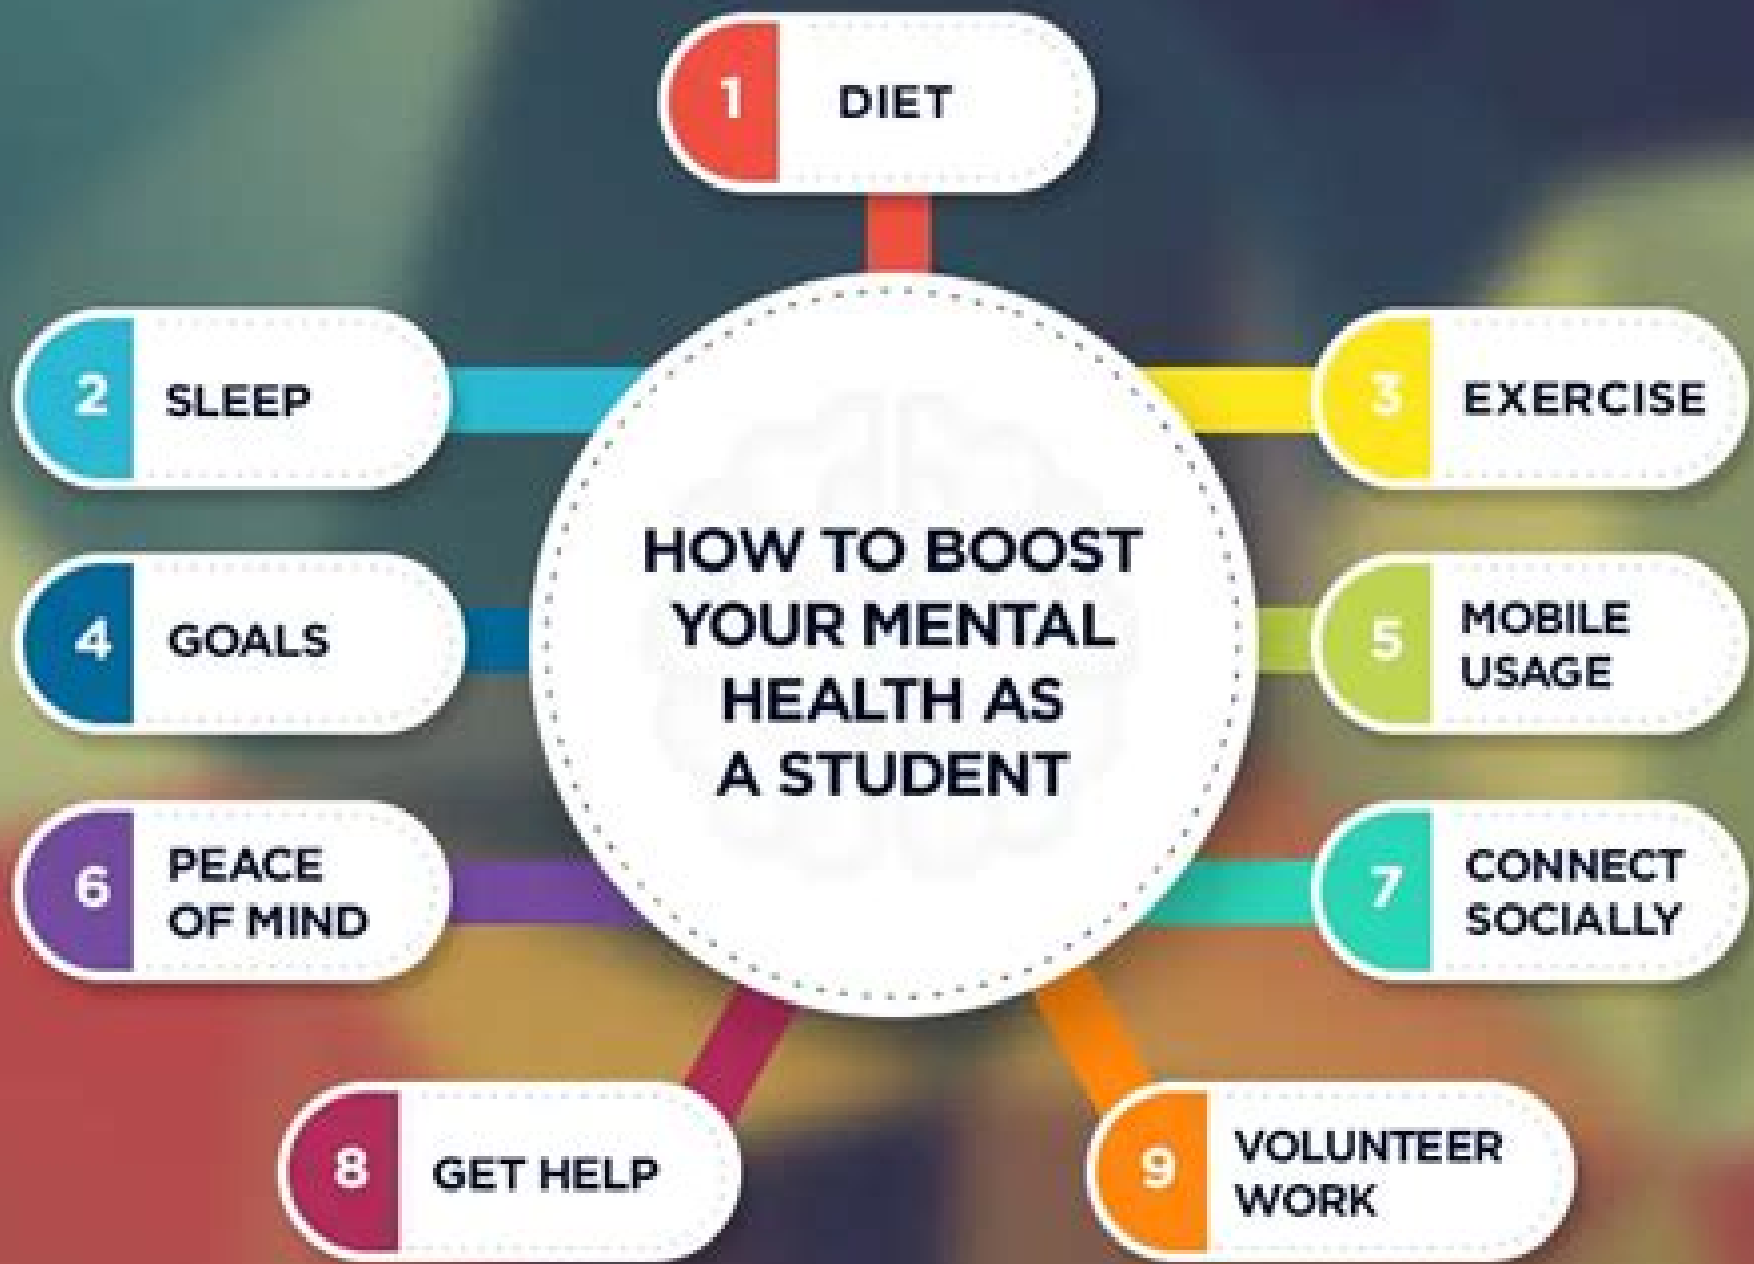 1 DIET
2 SLEEP
3 EXERCISE
HOW TO BOOST
YOUR MENTAL
HEALTH AS
A STUDENT
4 GOALS
5 MOBILE
USAGE
6 PEACE
OF MIND
7 CONNECT
SOCIALLY
8 GET HELP
9 VOLUNTEER
WORK